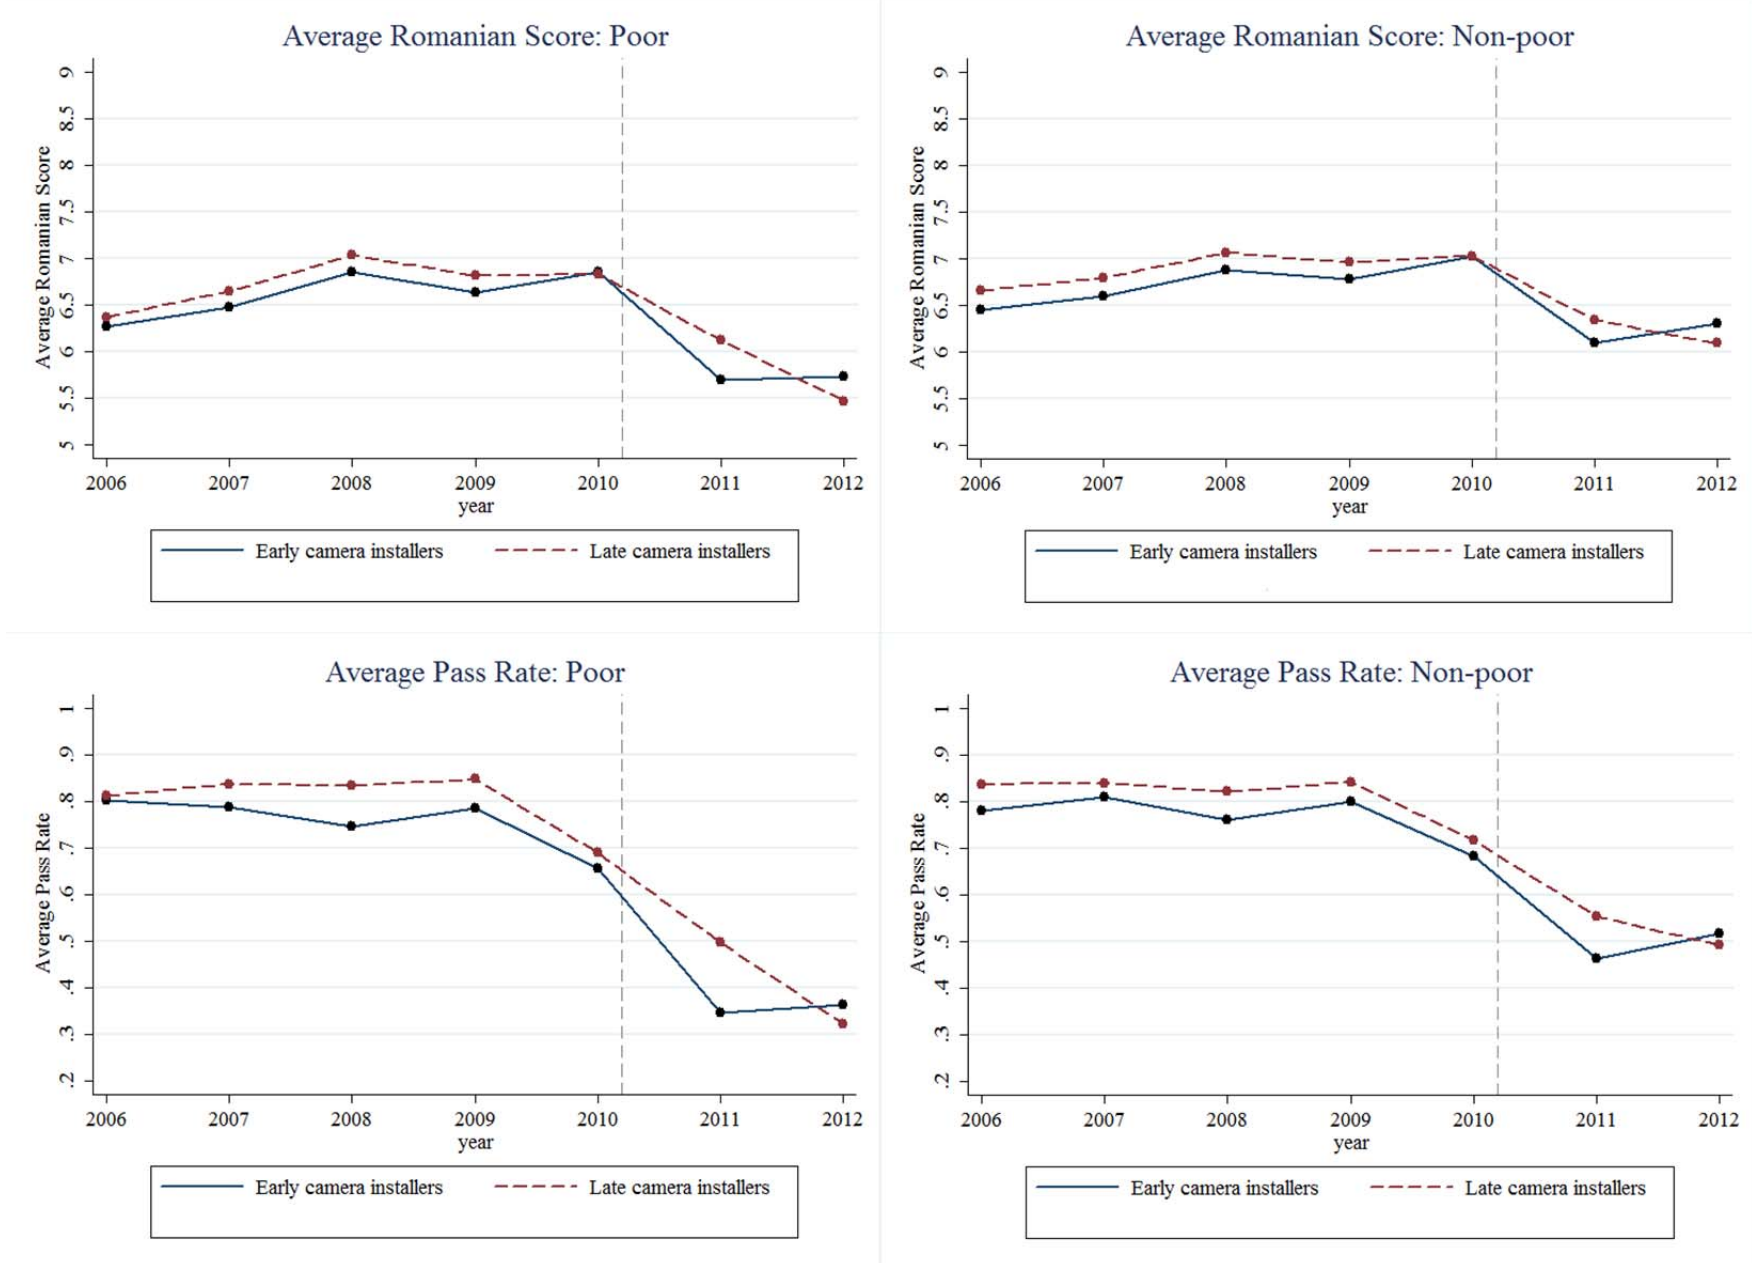 Average Romanian Score: Poor
Average Romanian Score
9
8.5
8
7.5
7
6.5
6
5.5
5
2006 2007 2008 2009 2010 2011 2012
year
Early camera installers Late camera installers
Average Romanian Score: Non-poor
Average Romanian Score
9
8.5
8
7.5
7
6.5
6
5.5
5
2006 2007 2008 2009 2010 2011 2012
year
Early camera installers Late camera installers
Average Pass Rate: Poor
Average Pass Rate
1
.9
.8
.7
.6
.5
.4
.3
.2
2006 2007 2008 2009 2010 2011 2012
year
Early camera installers Late camera installers
Average Pass Rate: Non-poor
Average Pass Rate
1
.9
.8
.7
.6
.5
.4
.3
.2
2006 2007 2008 2009 2010 2011 2012
year
Early camera installers Late camera installers